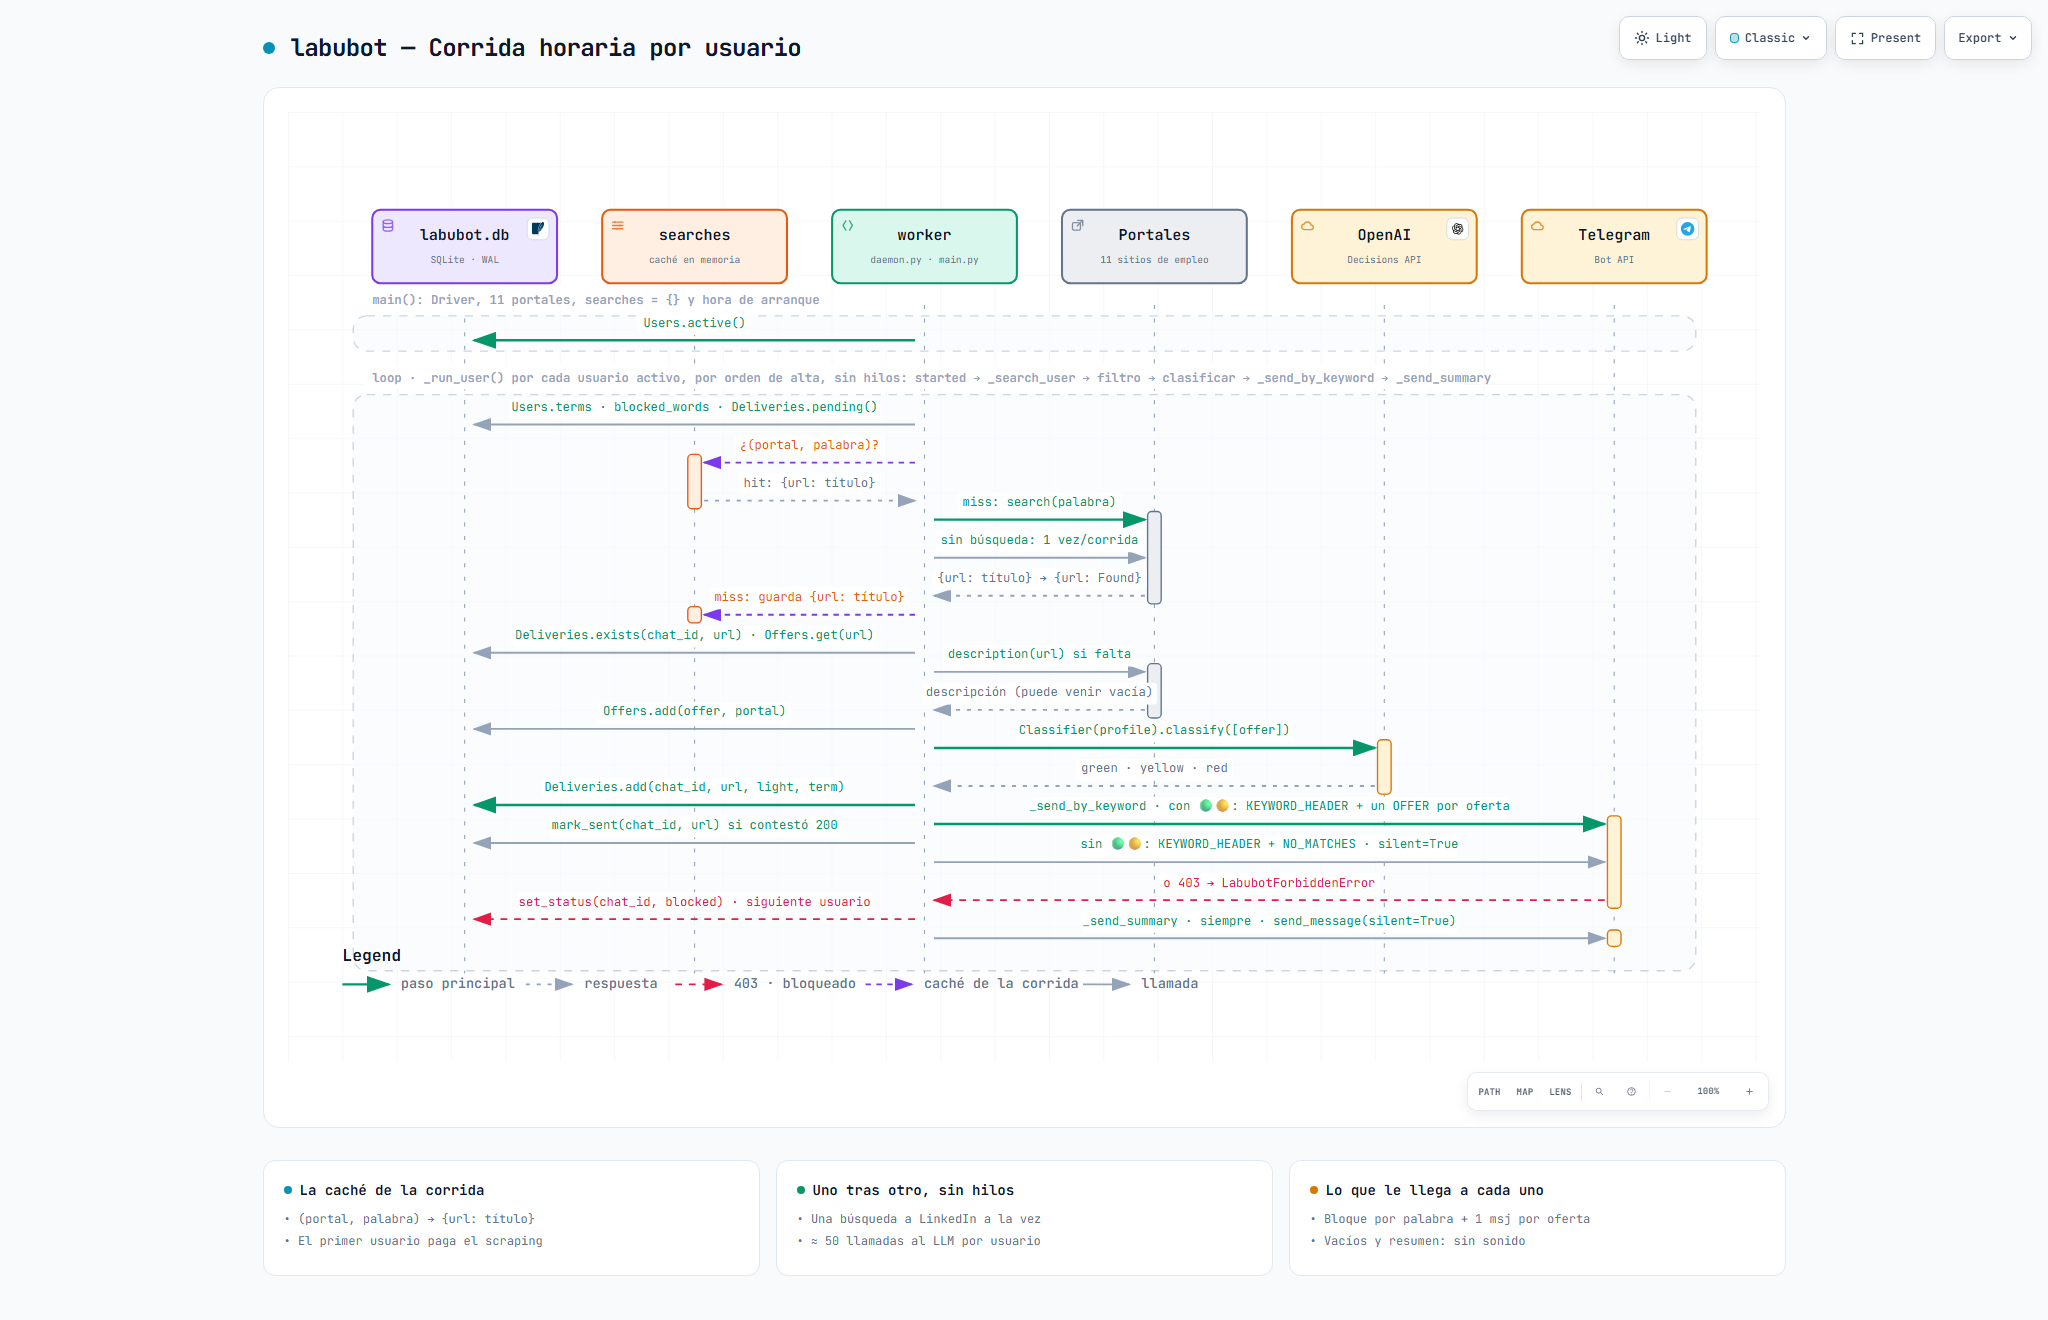 labubot — Corrida horaria por usuario
Light
Classic
Present
Export
labubot.db
SQLite · WAL
searches
caché en memoria
worker
daemon.py · main.py
Portales
11 sitios de empleo
OpenAI
Decisions API
Telegram
Bot API
main(): Driver, 11 portales, searches = {} y hora de arranque
Users.active()
loop · _run_user() por cada usuario activo, por orden de alta, sin hilos: started → _search_user → filtro → clasificar → _send_by_keyword → _send_summary
Users.terms · blocked_words · Deliveries.pending()
¿(portal, palabra)?
hit: {url: título}
miss: search(palabra)
sin búsqueda: 1 vez/corrida
{url: título} → {url: Found}
miss: guarda {url: título}
Deliveries.exists(chat_id, url) · Offers.get(url)
description(url) si falta
descripción (puede venir vacía)
Offers.add(offer, portal)
Classifier(profile).classify([offer])
green · yellow · red
Deliveries.add(chat_id, url, light, term)
_send_by_keyword · con 🟢🟡: KEYWORD_HEADER + un OFFER por oferta
mark_sent(chat_id, url) si contestó 200
sin 🟢🟡: KEYWORD_HEADER + NO_MATCHES · silent=True
o 403 → LabubotForbiddenError
set_status(chat_id, blocked) · siguiente usuario
_send_summary · siempre · send_message(silent=True)
Legend
paso principal
respuesta
403 · bloqueado
caché de la corrida
llamada
PATH
MAP
LENS
100%
La caché de la corrida
• (portal, palabra) → {url: título}
• El primer usuario paga el scraping
Uno tras otro, sin hilos
• Una búsqueda a LinkedIn a la vez
• ≈ 50 llamadas al LLM por usuario
Lo que le llega a cada uno
• Bloque por palabra + 1 msj por oferta
• Vacíos y resumen: sin sonido